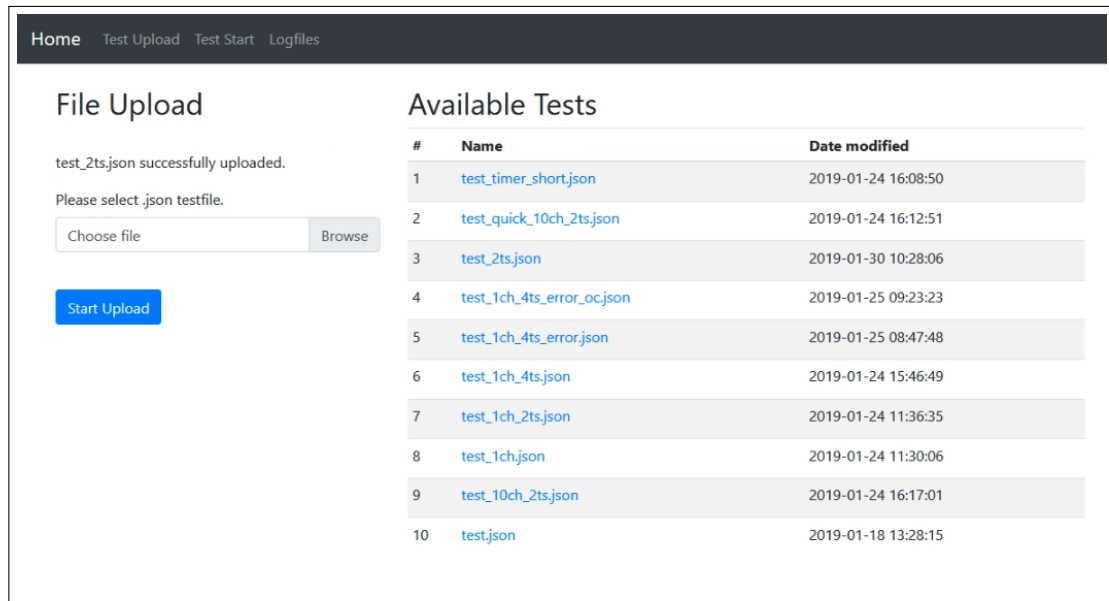 Home Test Upload Test Start Logfiles
File Upload
test_2ts.json successfully uploaded.
Please select .json testfile.
Choose file Browse
Start Upload
Available Tests
# Name Date modified
1 test_timer_short.json 2019-01-24 16:08:50
2 test_quick_10ch_2ts.json 2019-01-24 16:12:51
3 test_2ts.json 2019-01-30 10:28:06
4 test_1ch_4ts_error_oc.json 2019-01-25 09:23:23
5 test_1ch_4ts_error.json 2019-01-25 08:47:48
6 test_1ch_4ts.json 2019-01-24 15:46:49
7 test_1ch_2ts.json 2019-01-24 11:36:35
8 test_1ch.json 2019-01-24 11:30:06
9 test_10ch_2ts.json 2019-01-24 16:17:01
10 test.json 2019-01-18 13:28:15